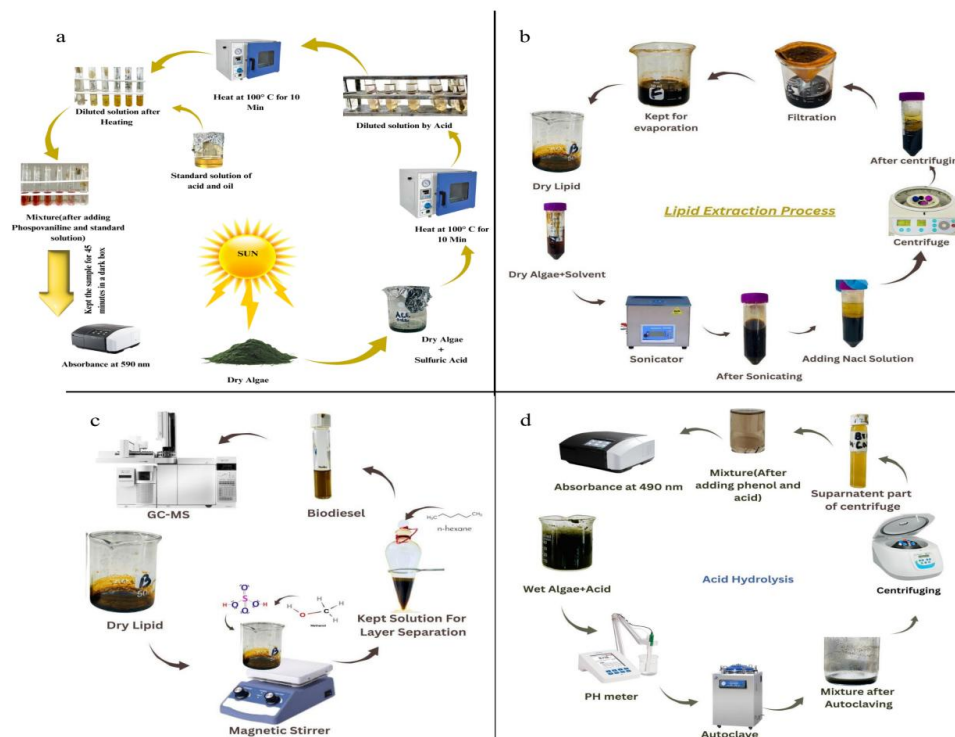 a
Heat at 100° C for 10
Min
Diluted solution after
Heating
Standard solution of
acid and oil
Diluted solution by Acid
Heat at 100° C for
10 Min
Mixture(after adding
Phospovaniline and standard
solution)
Kept the sample for 45
minutes in a dark box
Absorbance at 590 nm
SUN
Dry Algae
Dry Algae
+
Sulfuric Acid
b
Kept for
evaporation
Filtration
After centrifuging
Dry Lipid
Lipid Extraction Process
Centrifuge
Dry Algae+Solvent
Sonicator
After Sonicating
Adding Nacl Solution
c
GC-MS
Biodiesel
H₃C
CH₃
n-hexane
Dry Lipid
Kept Solution For
Layer Separation
Magnetic Stirrer
d
Absorbance at 490 nm
Mixture(After
adding phenol and
acid)
Suparnatent part
of centrifuge
Wet Algae+Acid
Acid Hydrolysis
Centrifuging
PH meter
Autoclave
Mixture after
Autoclaving